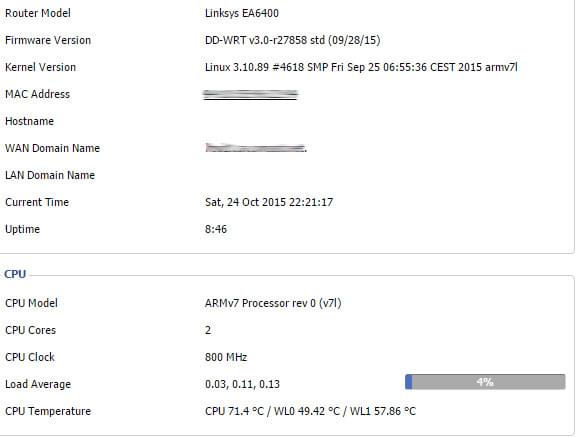 Router Model Linksys EA6400
Firmware Version DD-WRT v3.0-r27858 std (09/28/15)
Kernel Version Linux 3.10.89 #4618 SMP Fri Sep 25 06:55:36 CEST 2015 armv7l
MAC Address
Hostname
WAN Domain Name
LAN Domain Name
Current Time Sat, 24 Oct 2015 22:21:17
Uptime 8:46
CPU
CPU Model ARMv7 Processor rev 0 (v7l)
CPU Cores 2
CPU Clock 800 MHz
Load Average 0.03, 0.11, 0.13 4%
CPU Temperature CPU 71.4 °C / WL0 49.42 °C / WL1 57.86 °C